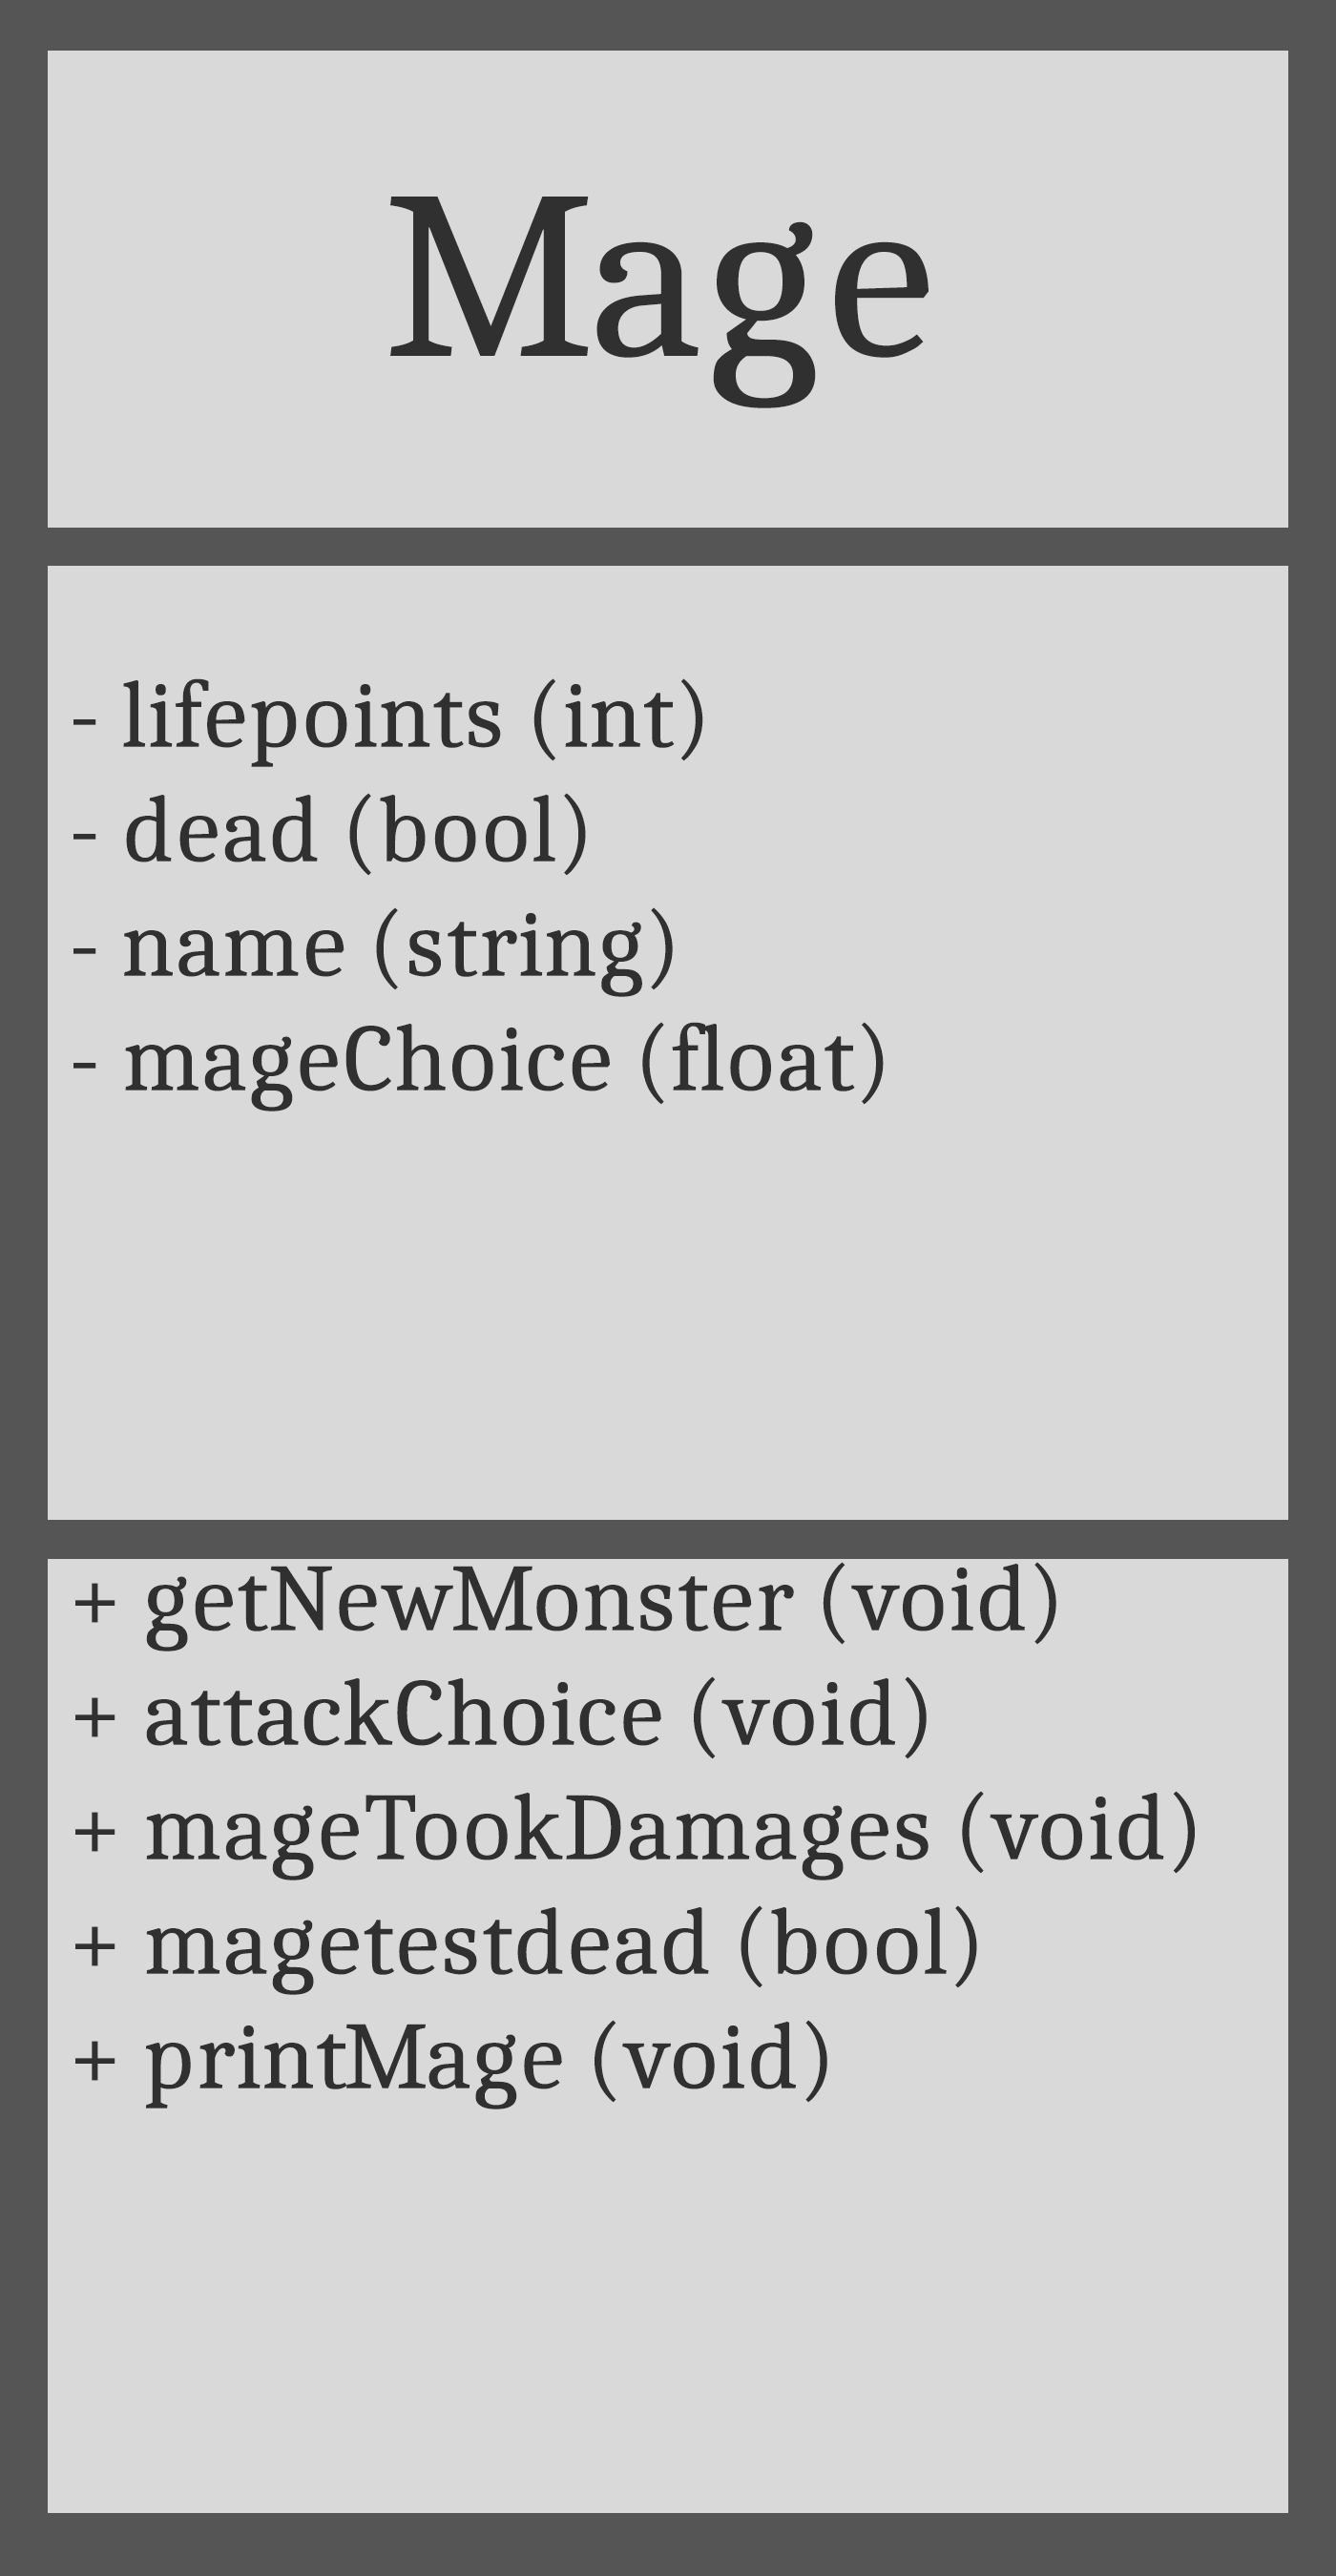 Mage
- lifepoints (int)
- dead (bool)
- name (string)
- mageChoice (float)
+ getNewMonster (void)
+ attackChoice (void)
+ mageTookDamages (void)
+ magetestdead (bool)
+ printMage (void)